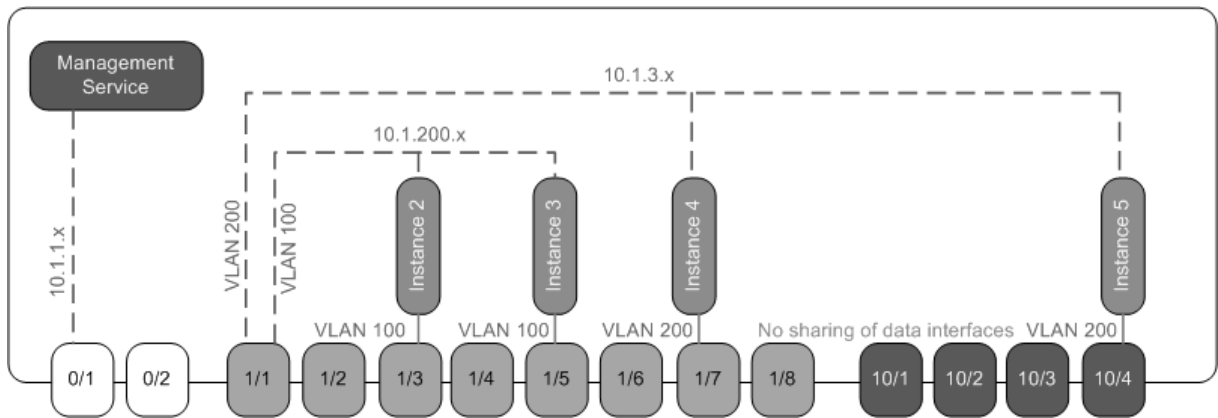 Management
Service
10.1.3.x
10.1.200.x
10.1.1.x
VLAN 200
VLAN 100
Instance 2
Instance 3
Instance 4
Instance 5
VLAN 100
VLAN 100
VLAN 200
No sharing of data interfaces
VLAN 200
0/1
0/2
1/1
1/2
1/3
1/4
1/5
1/6
1/7
1/8
10/1
10/2
10/3
10/4